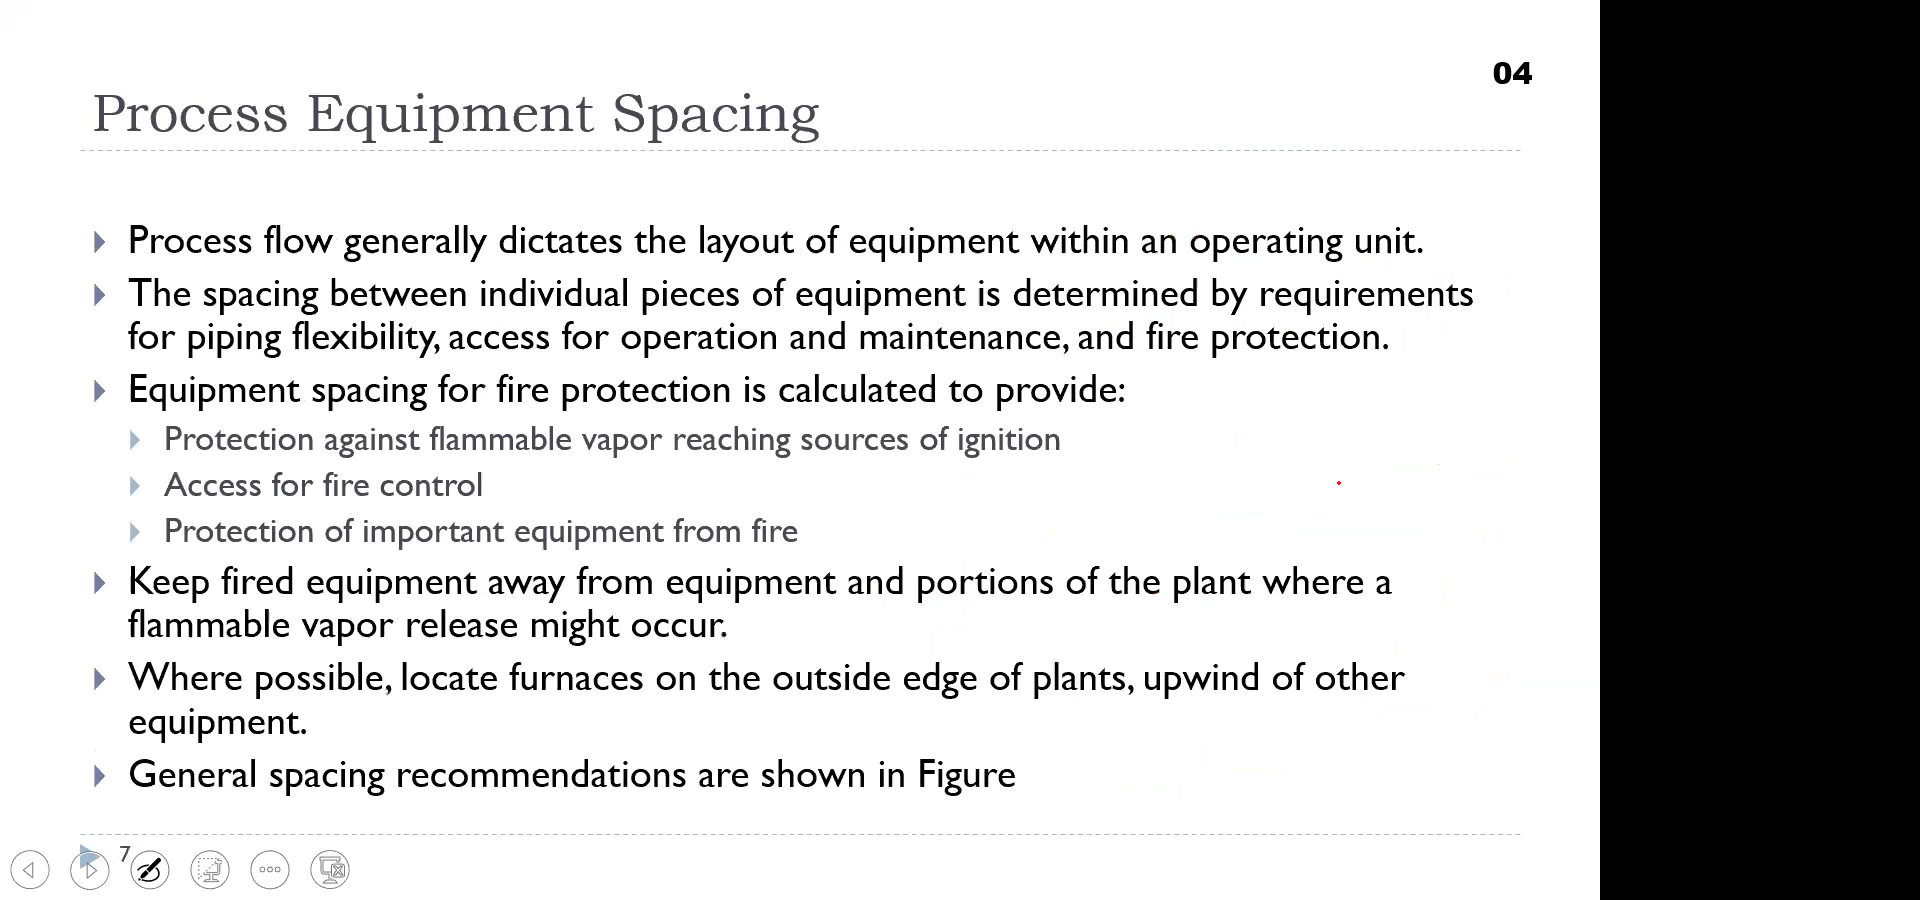 04
Process Equipment Spacing
Process flow generally dictates the layout of equipment within an operating unit.
The spacing between individual pieces of equipment is determined by requirements
for piping flexibility, access for operation and maintenance, and fire protection.
Equipment spacing for fire protection is calculated to provide:
Protection against flammable vapor reaching sources of ignition
Access for fire control
Protection of important equipment from fire
Keep fired equipment away from equipment and portions of the plant where a
flammable vapor release might occur.
Where possible, locate furnaces on the outside edge of plants, upwind of other
equipment.
General spacing recommendations are shown in Figure
7